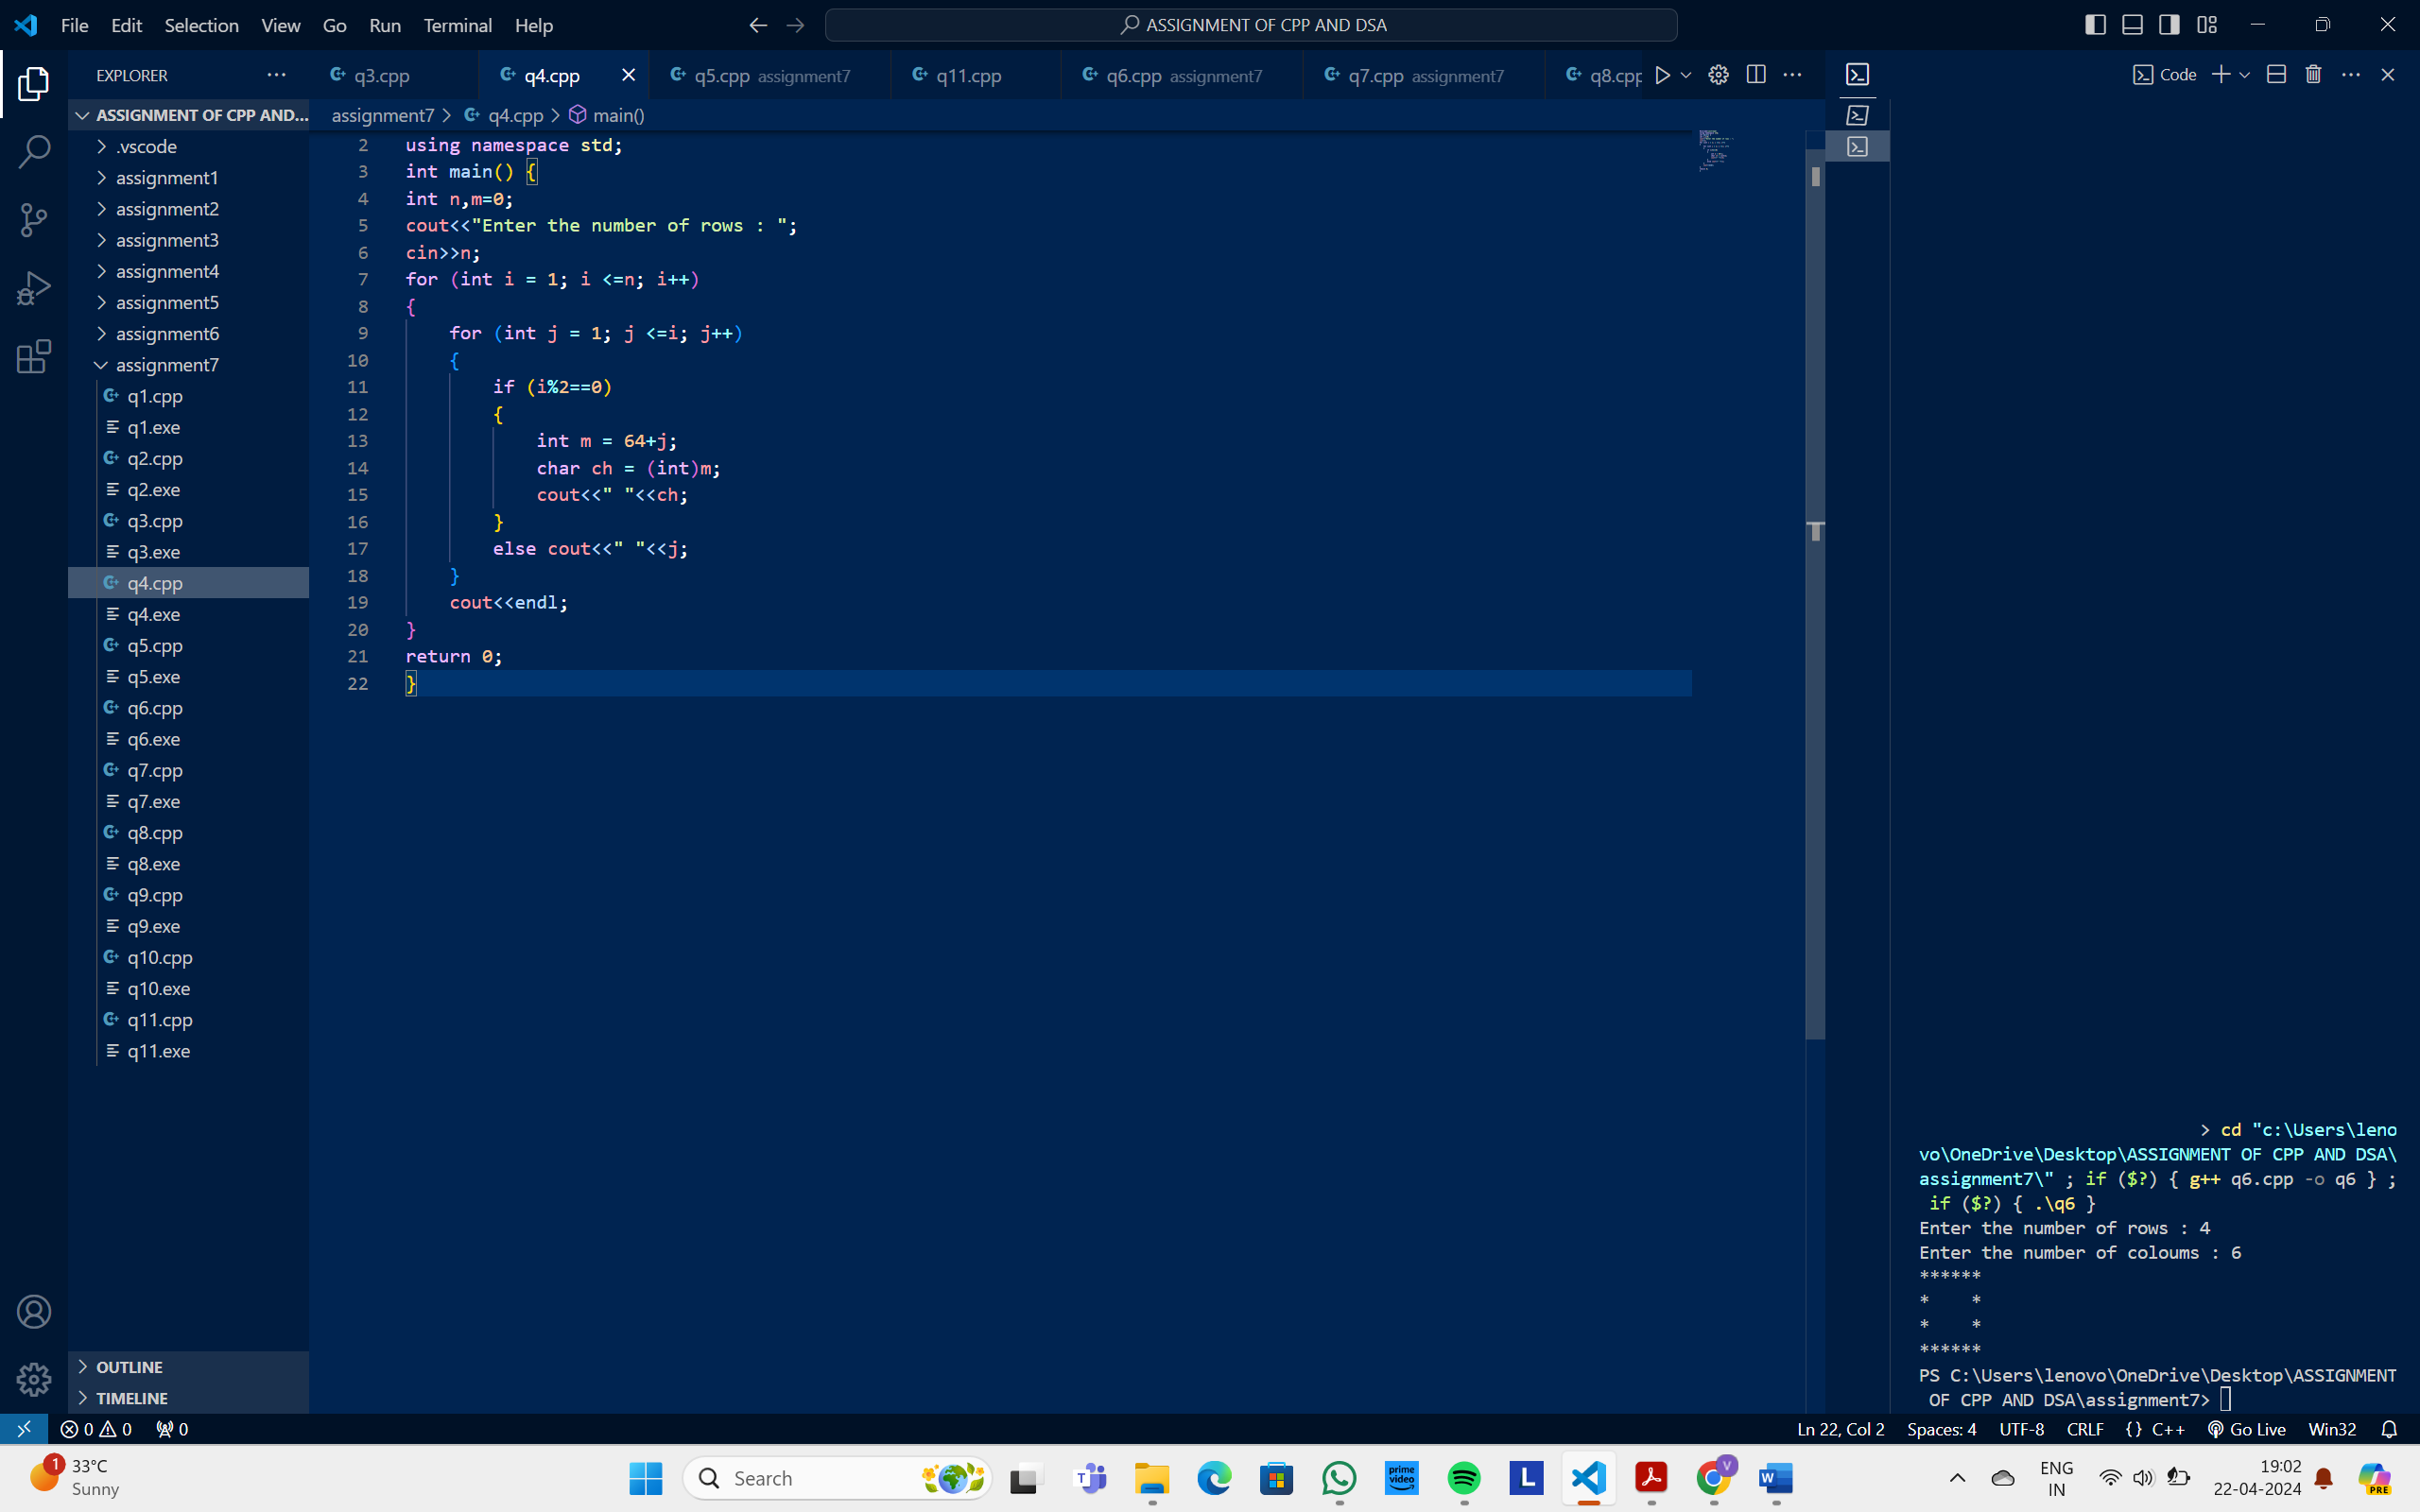 File Edit Selection View Go Run Terminal Help
ASSIGNMENT OF CPP AND DSA
EXPLORER
q3.cpp
q4.cpp
q5.cpp assignment7
q11.cpp
q6.cpp assignment7
q7.cpp assignment7
q8.cpp
Code
ASSIGNMENT OF CPP AND...
assignment7 > q4.cpp > main()
.vscode
assignment1
assignment2
assignment3
assignment4
assignment5
assignment6
assignment7
q1.cpp
q1.exe
q2.cpp
q2.exe
q3.cpp
q3.exe
q4.cpp
q4.exe
q5.cpp
q5.exe
q6.cpp
q6.exe
q7.cpp
q7.exe
q8.cpp
q8.exe
q9.cpp
q9.exe
q10.cpp
q10.exe
q11.cpp
q11.exe
OUTLINE
TIMELINE
2 using namespace std;
3 int main() {
4 int n,m=0;
5 cout<<"Enter the number of rows : ";
6 cin>>n;
7 for (int i = 1; i <=n; i++)
8 {
9 for (int j = 1; j <=i; j++)
10 {
11 if (i%2==0)
12 {
13 int m = 64+j;
14 char ch = (int)m;
15 cout<<" "<<ch;
16 }
17 else cout<<" "<<j;
18 }
19 cout<<endl;
20 }
21 return 0;
22 }
> cd "c:\Users\leno
vo\OneDrive\Desktop\ASSIGNMENT OF CPP AND DSA\
assignment7\" ; if ($?) { g++ q6.cpp -o q6 } ;
if ($?) { .\q6 }
Enter the number of rows : 4
Enter the number of coloums : 6
******
*    *
*    *
******
PS C:\Users\lenovo\OneDrive\Desktop\ASSIGNMENT
OF CPP AND DSA\assignment7>
0 0 0
Ln 22, Col 2 Spaces: 4 UTF-8 CRLF {} C++ Go Live Win32
1
33°C
Sunny
Search
T
prime video
L
V
W
ENG
IN
19:02
22-04-2024
PRE